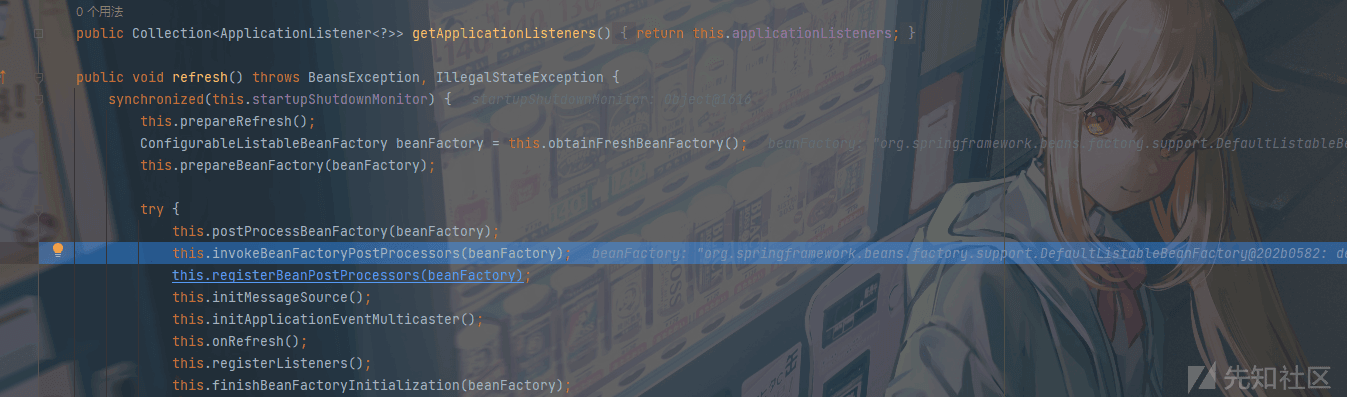 0 个用法
public Collection<ApplicationListener<?>> getApplicationListeners() { return this.applicationListeners; }
public void refresh() throws BeansException, IllegalStateException {
synchronized(this.startupShutdownMonitor) { startupShutdownMonitor: Object@1816
this.prepareRefresh();
ConfigurableListableBeanFactory beanFactory = this.obtainFreshBeanFactory(); beanFactory: "org.springframework.beans.factory.support.DefaultListableBe
this.prepareBeanFactory(beanFactory);
try {
this.postProcessBeanFactory(beanFactory);
this.invokeBeanFactoryPostProcessors(beanFactory); beanFactory: "org.springframework.beans.factory.support.DefaultListableBeanFactory@202b0582: de
this.registerBeanPostProcessors(beanFactory);
this.initMessageSource();
this.initApplicationEventMulticaster();
this.onRefresh();
this.registerListeners();
this.finishBeanFactoryInitialization(beanFactory);
先知社区